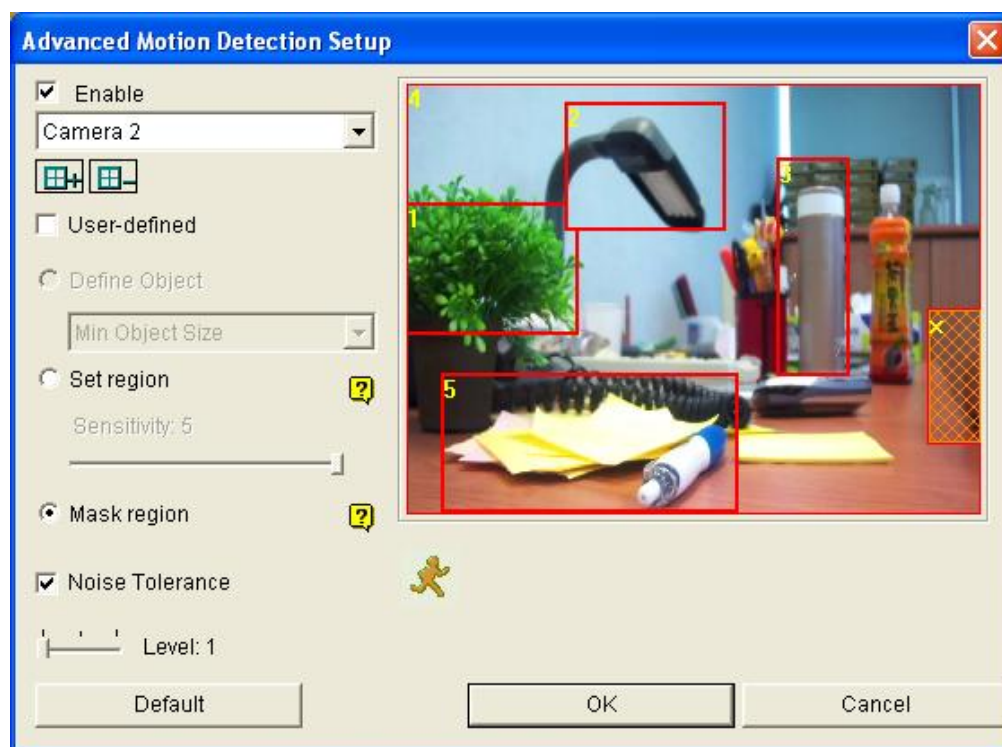 Advanced Motion Detection Setup
Enable
Camera 2
User-defined
Define Object
Min Object Size
Set region
?
Sensitivity: 5
Mask region
?
Noise Tolerance
Level: 1
Default
OK
Cancel
4
2
3
1
5